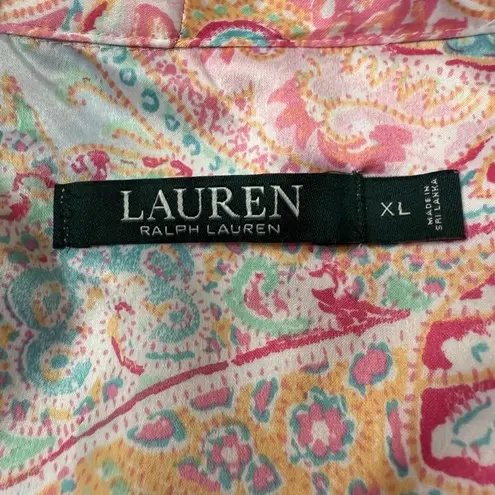 LAUREN
RALPH LAUREN
XL
MADE IN
SRI LANKA